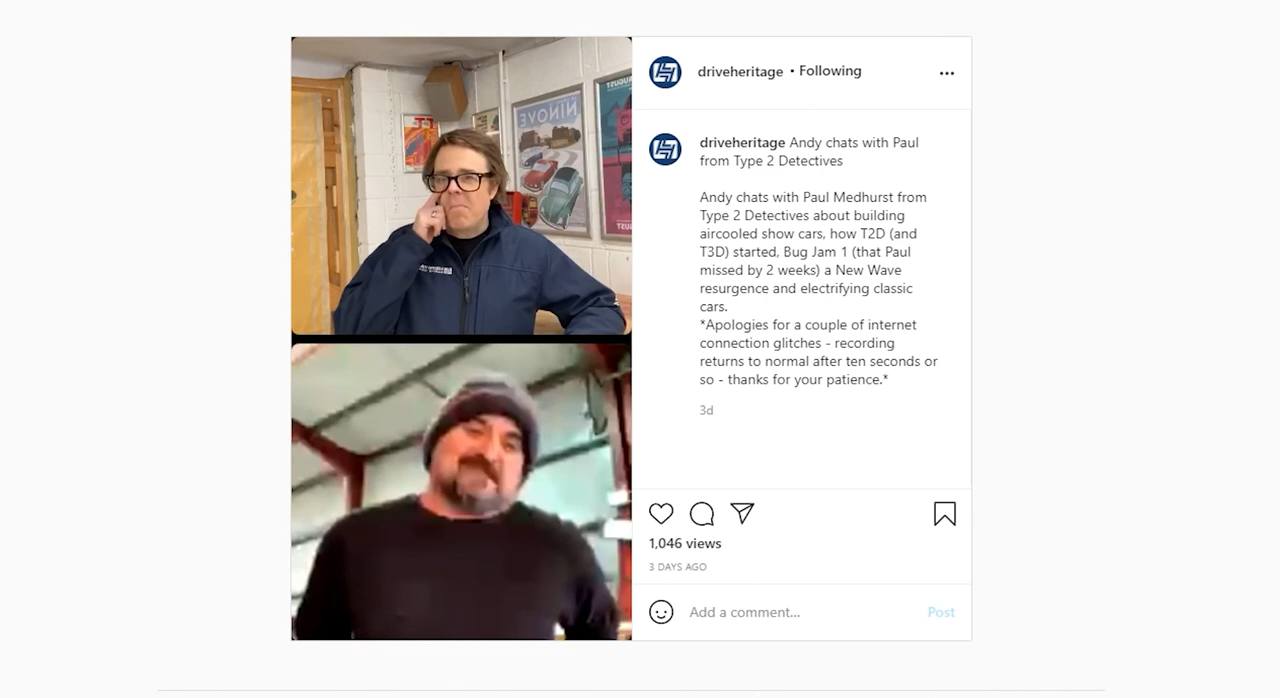 NINOVE
AUGUST
driveheritage • Following
driveheritage Andy chats with Paul
from Type 2 Detectives
Andy chats with Paul Medhurst from
Type 2 Detectives about building
aircooled show cars, how T2D (and
T3D) started, Bug Jam 1 (that Paul
missed by 2 weeks) a New Wave
resurgence and electrifying classic
cars.
*Apologies for a couple of internet
connection glitches - recording
returns to normal after ten seconds or
so - thanks for your patience.*
3d
1,046 views
3 DAYS AGO
Add a comment...
Post